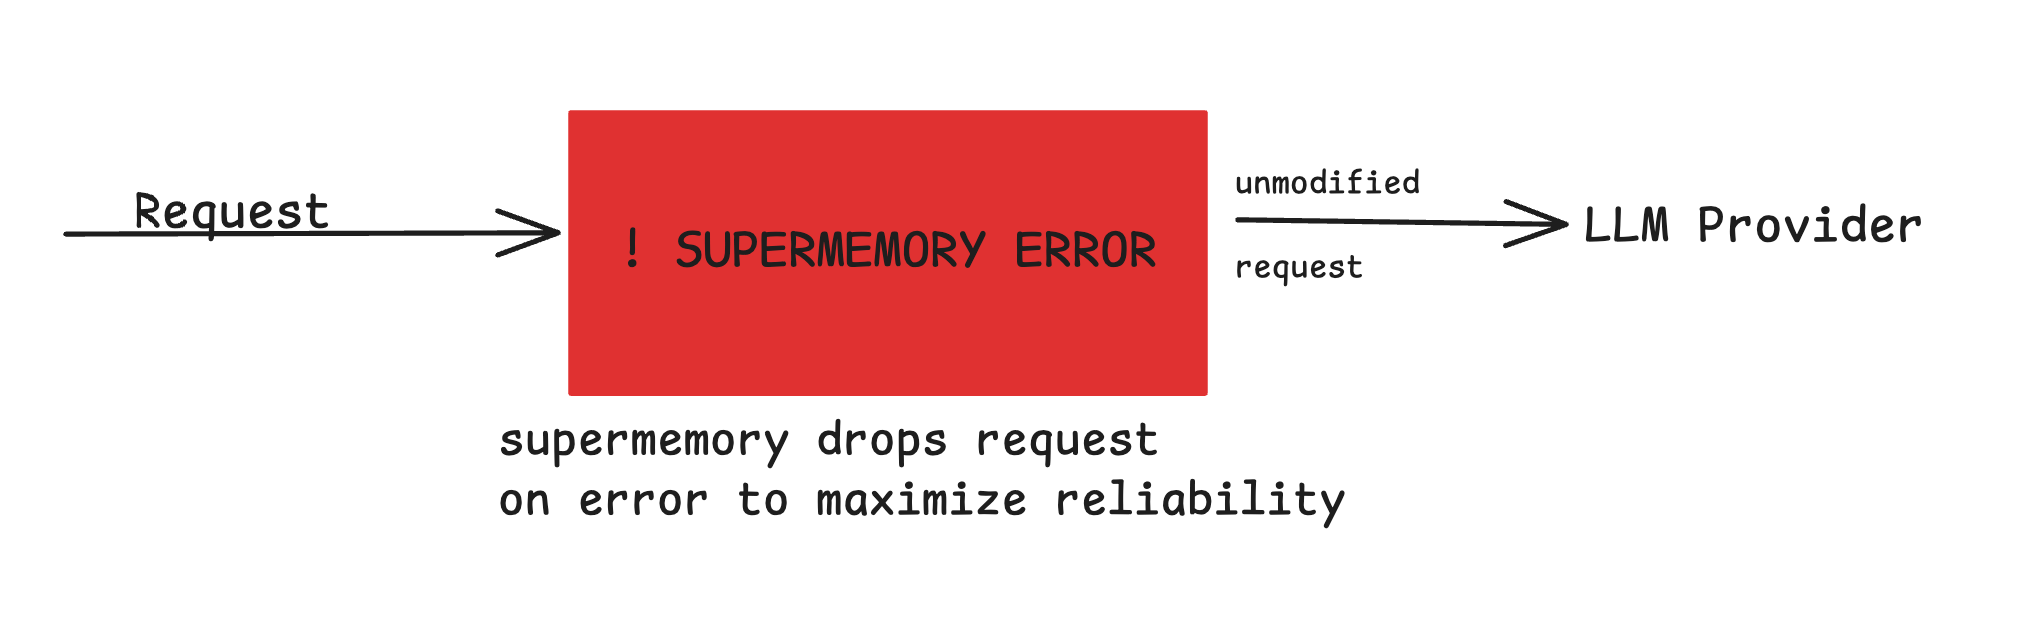 Request
! SUPERMEMORY ERROR
unmodified
request
LLM Provider
supermemory drops request
on error to maximize reliability